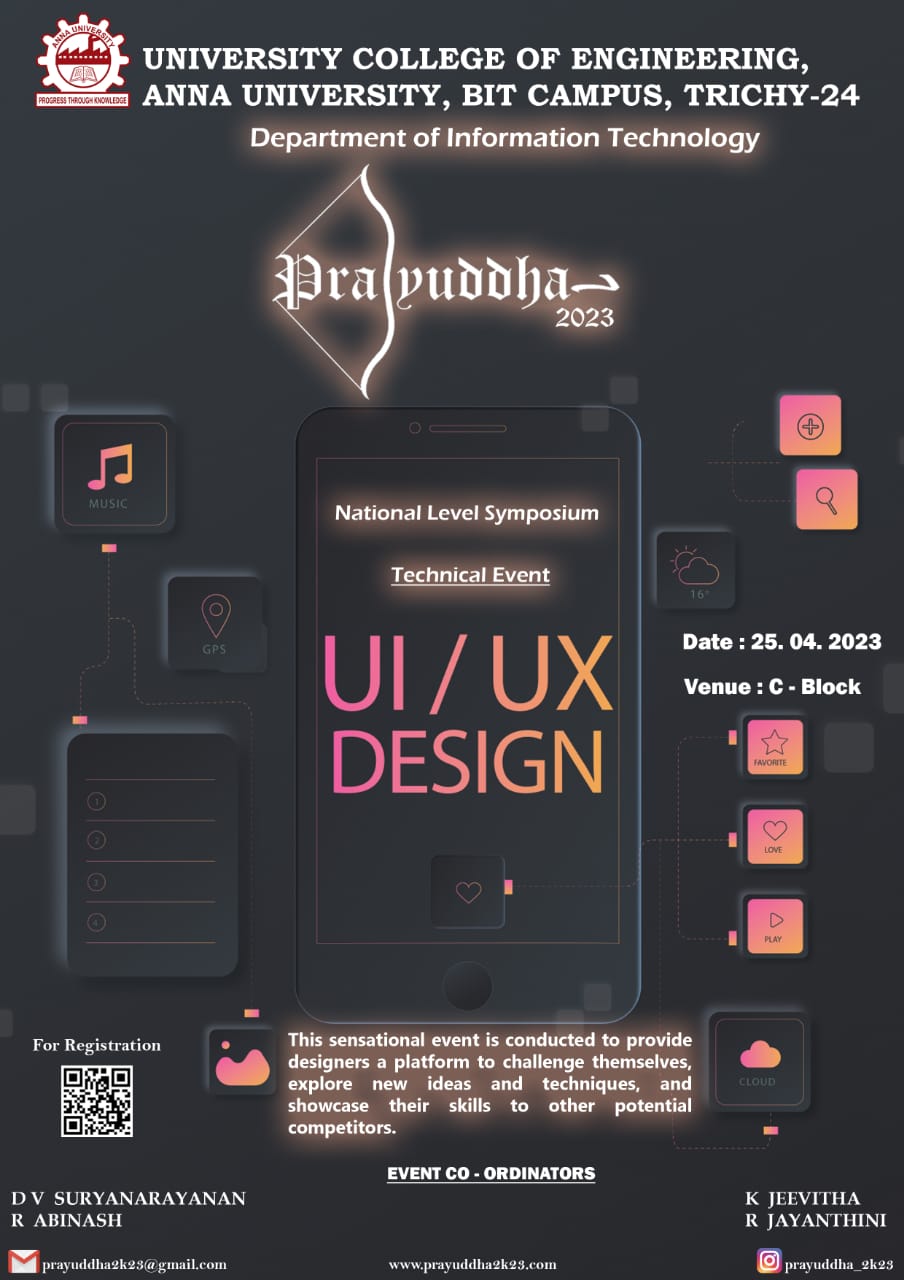 ANNA UNIVERSITY
PROGRESS THROUGH KNOWLEDGE
UNIVERSITY COLLEGE OF ENGINEERING,
ANNA UNIVERSITY, BIT CAMPUS, TRICHY-24
Department of Information Technology
Prayuddha
2023
MUSIC
GPS
1
2
3
4
National Level Symposium
Technical Event
UI / UX
DESIGN
16°
Date : 25. 04. 2023
Venue : C - Block
FAVORITE
LOVE
PLAY
CLOUD
For Registration
This sensational event is conducted to provide
designers a platform to challenge themselves,
explore new ideas and techniques, and
showcase their skills to other potential
competitors.
EVENT CO - ORDINATORS
D V SURYANARAYANAN
R ABINASH
K JEEVITHA
R JAYANTHINI
prayuddha2k23@gmail.com
www.prayuddha2k23.com
prayuddha_2k23